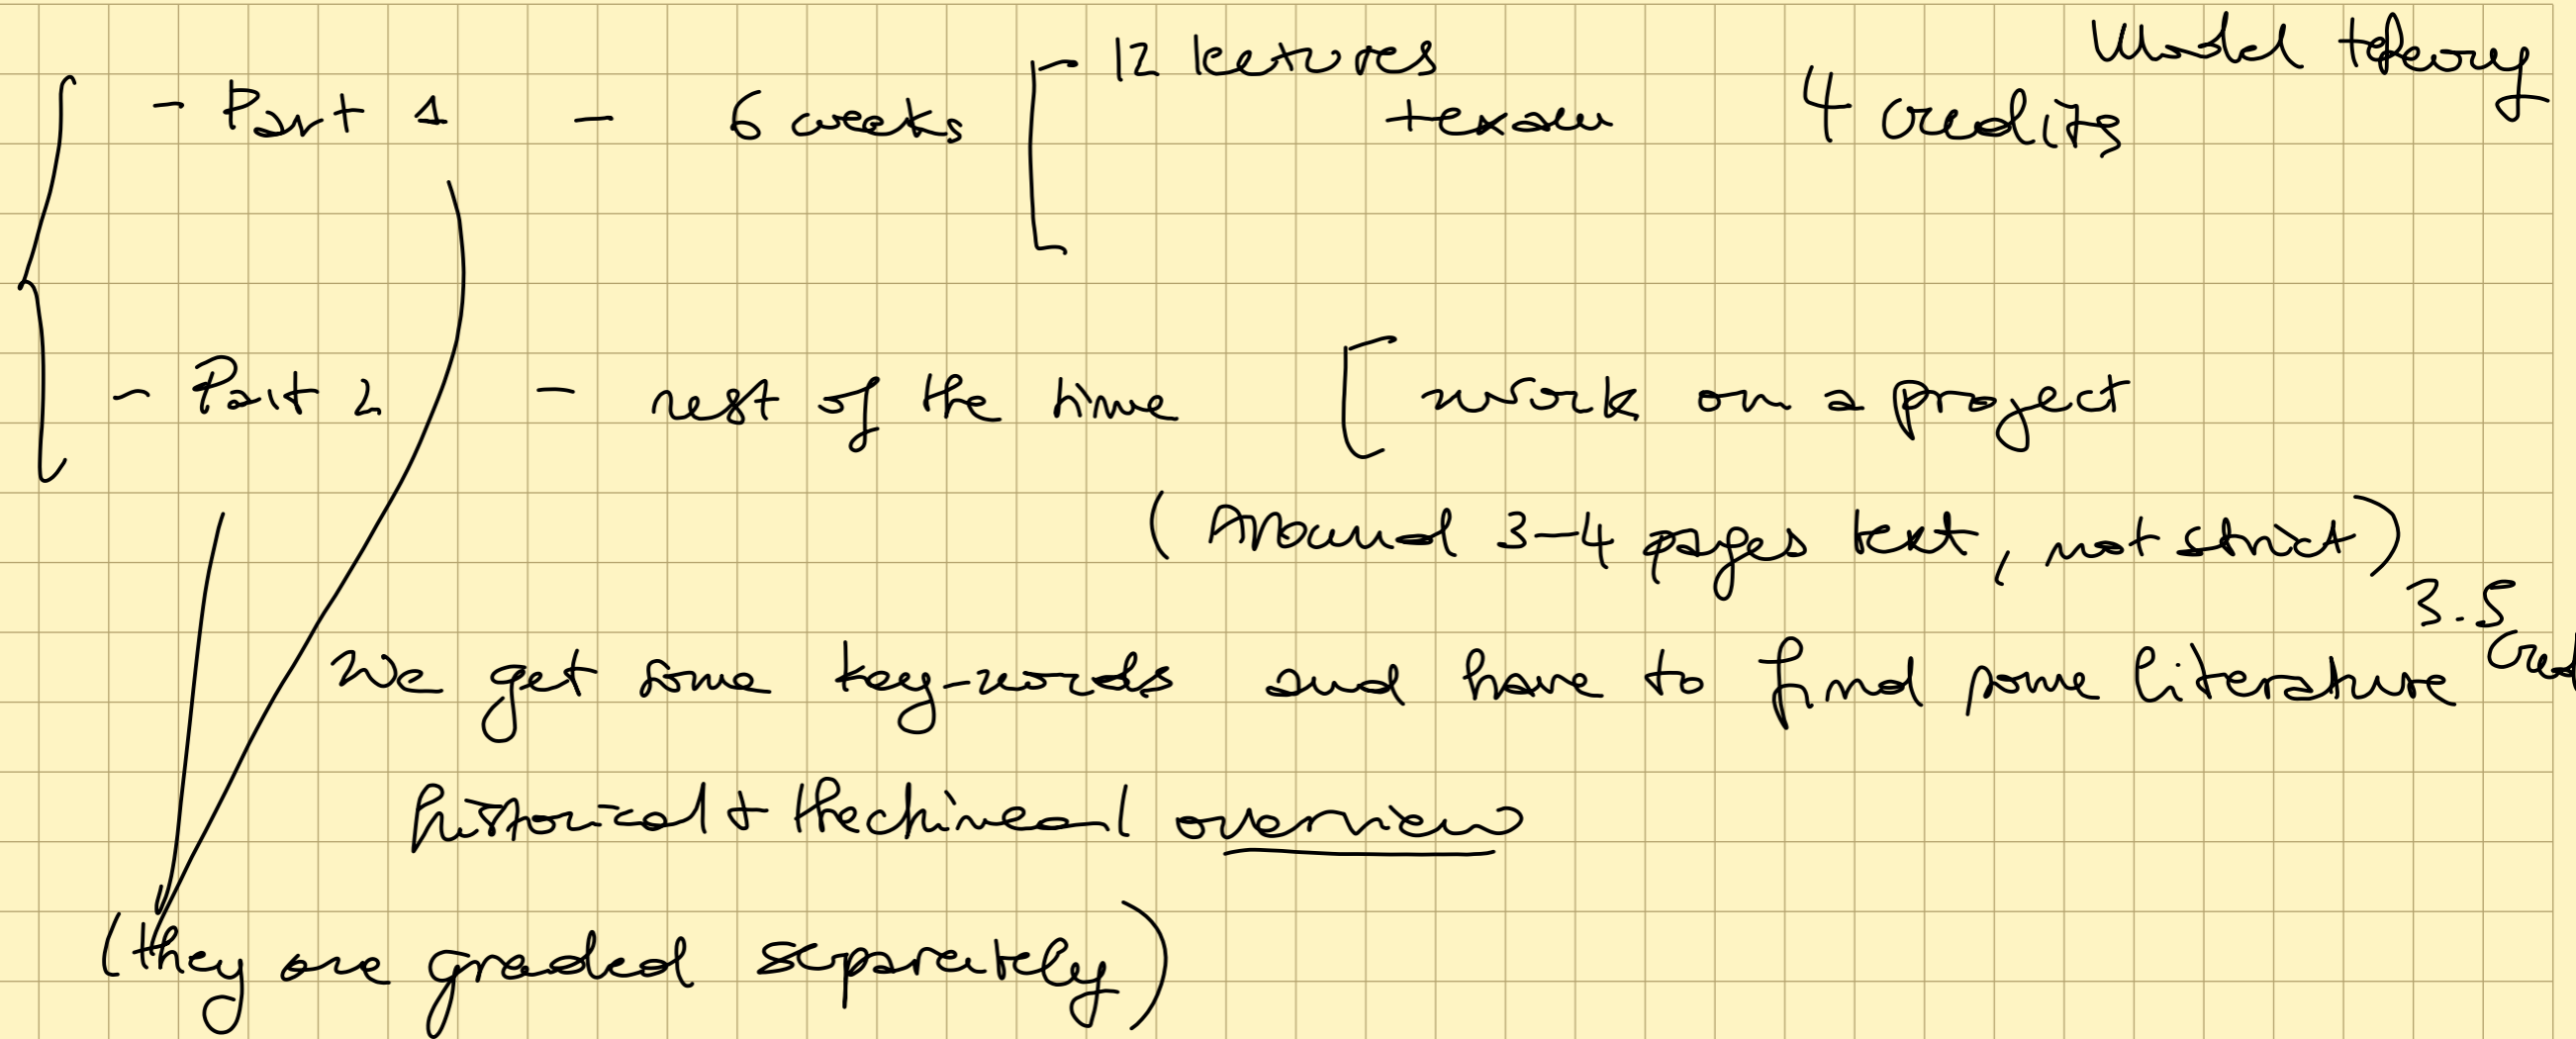 Model theory
- Part 1 - 6 weeks - 12 lectures
+exam 4 credits
- Part 2 - rest of the time work on a project
(Around 3-4 pages text, not strict)
3.5
We get some key-words and have to find some literature
historical + thechincal overview
(they are graded separately)